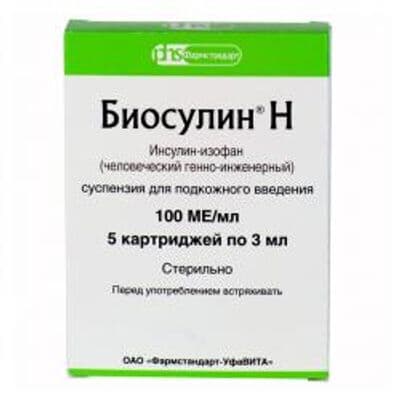 phs Фармстандарт
Биосулин® Н
Инсулин-изофан
(человеческий генно-инженерный)
суспензия для подкожного введения
100 МЕ/мл
5 картриджей по 3 мл
Стерильно
Перед употреблением встряхивать
ОАО «Фармстандарт-УфаВИТА»